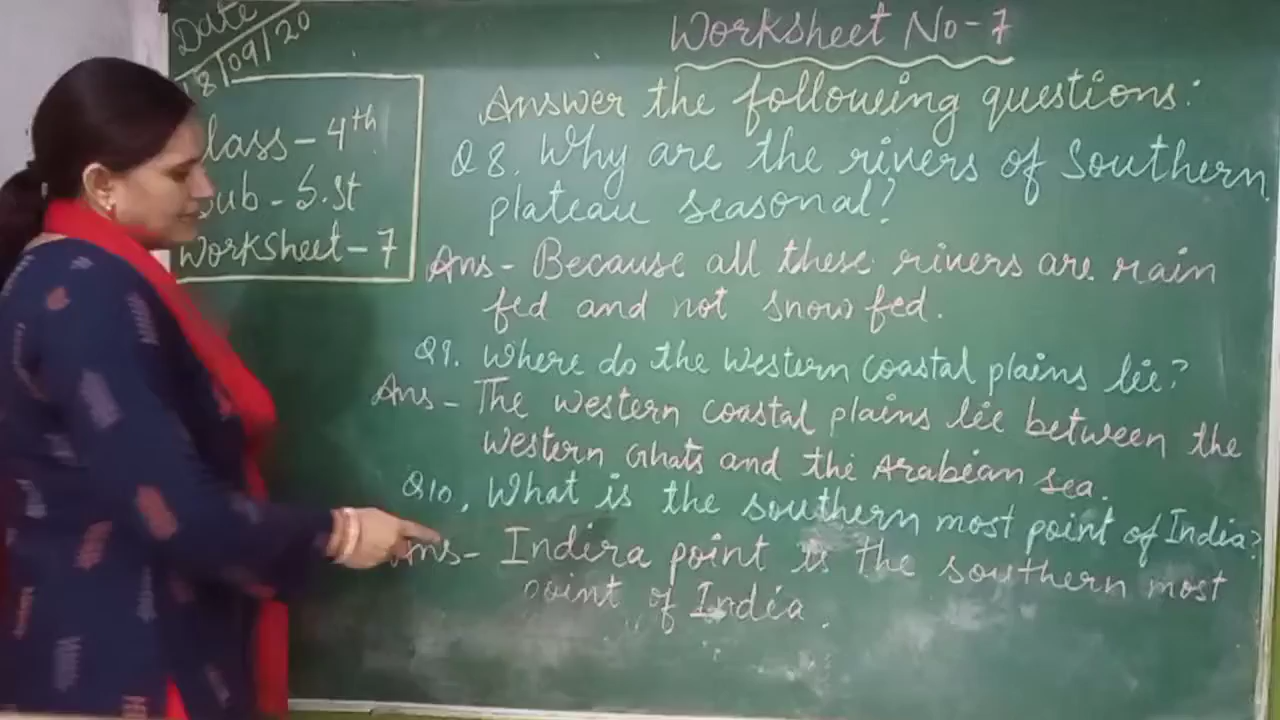 Date
18/09/20
Class - 4th
Sub - S.St
Worksheet - 7
Worksheet No - 7
Answer the following questions:
Q8. Why are the rivers of Southern
plateau seasonal?
Ans - Because all these rivers are rain
fed and not snow fed.
Q9. Where do the Western Coastal plains lie?
Ans - The western coastal plains lie between the
western Ghats and the Arabian Sea.
Q10. What is the southern most point of India?
Ans - Indira point is the southern most
point of India.